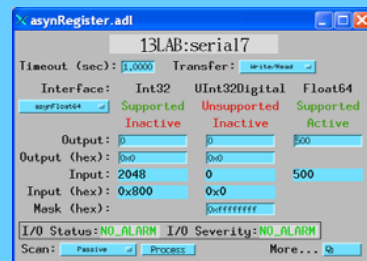 asynRegister.adl
13LAB:serial7
Timeout (sec): 1.0000 Transfer: Write/Read
Interface: Int32 UInt32Digital Float64
asynFloat64 Supported Unsupported Supported
Inactive Inactive Active
Output: 0 0 500
Output (hex): 0x0 0x0
Input: 2048 0 500
Input (hex): 0x800 0x0
Mask (hex): 0xffffffff
I/O Status: NO_ALARM I/O Severity: NO_ALARM
Scan: Passive Process More...